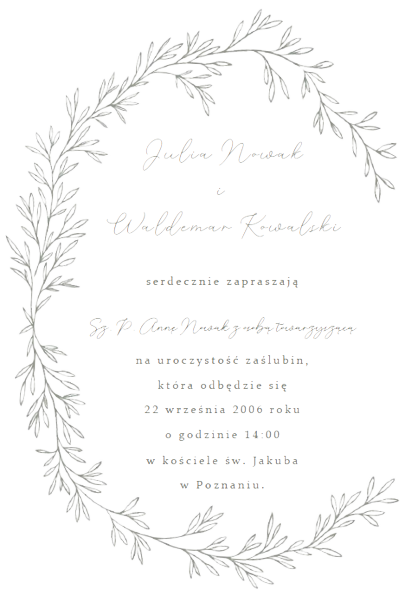 Julia Nowak
i
Waldemar Kowalski
serdecznie zapraszają
Sz. P. Annę Nowak z osobą towarzyszącą
na uroczystość zaślubin,
która odbędzie się
22 września 2006 roku
o godzinie 14:00
w kościele św. Jakuba
w Poznaniu.